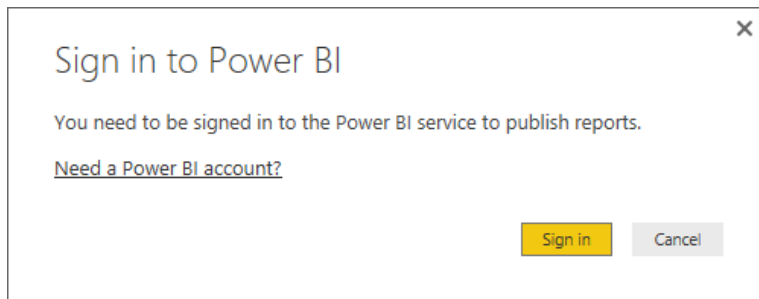 Sign in to Power BI
You need to be signed in to the Power BI service to publish reports.
Need a Power BI account?
Sign in Cancel